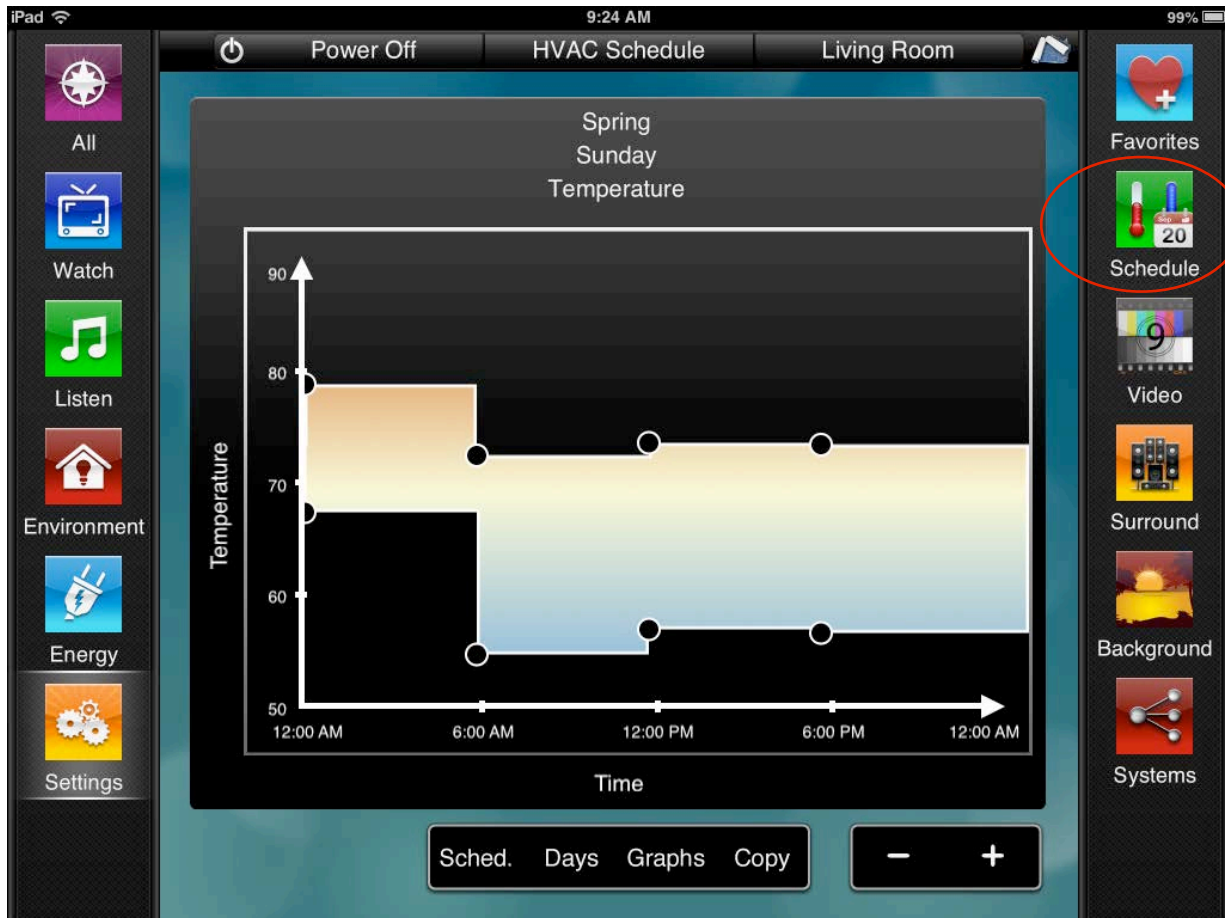 iPad 9:24 AM 99%
Power Off HVAC Schedule Living Room
All
Watch
Listen
Environment
Energy
Settings
Spring
Sunday
Temperature
Temperature
90
80
70
60
50
12:00 AM 6:00 AM 12:00 PM 6:00 PM 12:00 AM
Time
Sched. Days Graphs Copy - +
Favorites
Sep
20
Schedule
9
Video
Surround
Background
Systems